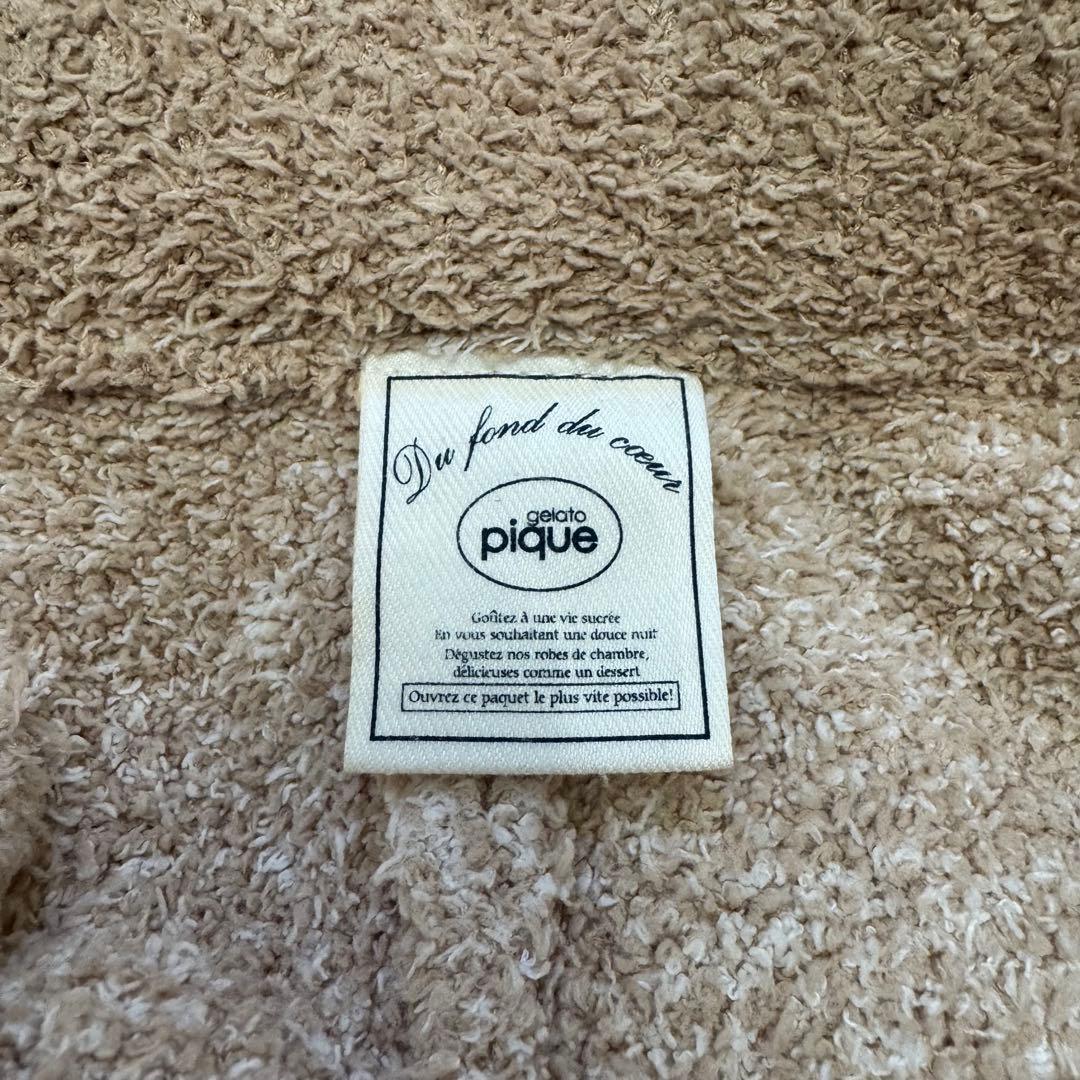 Du fond du cœur
gelato
pique
Goûtez à une vie sucrée
En vous souhaitant une douce nuit
Dégustez nos robes de chambre,
délicieuses comme un dessert
Ouvrez ce paquet le plus vite possible!